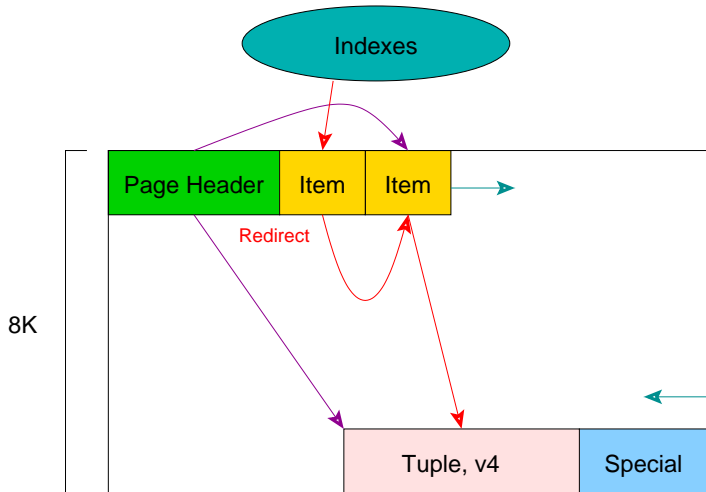 Indexes
Page Header
Item
Item
Redirect
8K
Tuple, v4
Special